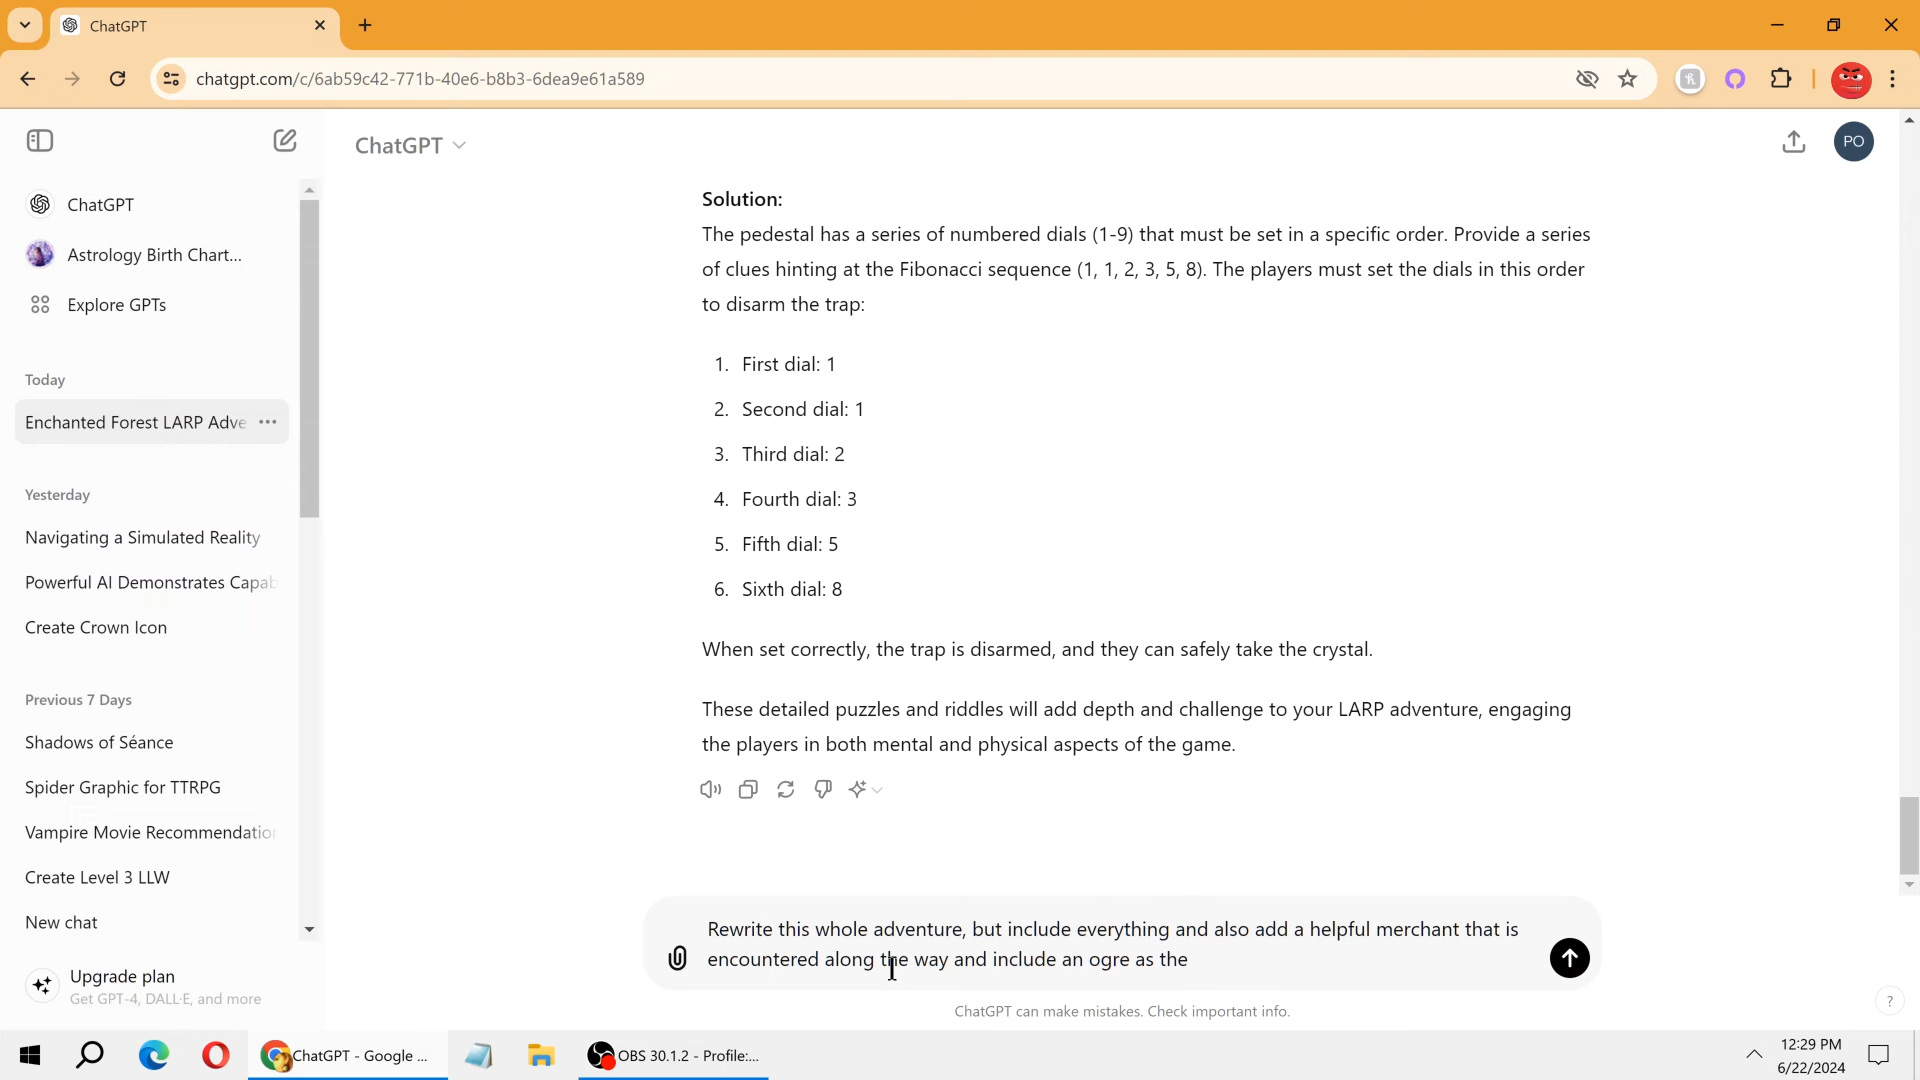 ChatGPT
chatgpt.com/c/6ab59c42-771b-40e6-b8b3-6dea9e61a589
PO
ChatGPT
Astrology Birth Chart...
Explore GPTs
Today
Enchanted Forest LARP Adve
Yesterday
Navigating a Simulated Reality
Powerful AI Demonstrates Capab
Create Crown Icon
Previous 7 Days
Shadows of Séance
Spider Graphic for TTRPG
Vampire Movie Recommendation
Create Level 3 LLW
New chat
Upgrade plan
Get GPT-4, DALL·E, and more
ChatGPT
Solution:
The pedestal has a series of numbered dials (1-9) that must be set in a specific order. Provide a series
of clues hinting at the Fibonacci sequence (1, 1, 2, 3, 5, 8). The players must set the dials in this order
to disarm the trap:
1. First dial: 1
2. Second dial: 1
3. Third dial: 2
4. Fourth dial: 3
5. Fifth dial: 5
6. Sixth dial: 8
When set correctly, the trap is disarmed, and they can safely take the crystal.
These detailed puzzles and riddles will add depth and challenge to your LARP adventure, engaging
the players in both mental and physical aspects of the game.
Rewrite this whole adventure, but include everything and also add a helpful merchant that is
encountered along the way and include an ogre as the
ChatGPT can make mistakes. Check important info.
?
ChatGPT - Google ...
OBS 30.1.2 - Profile:...
12:29 PM
6/22/2024